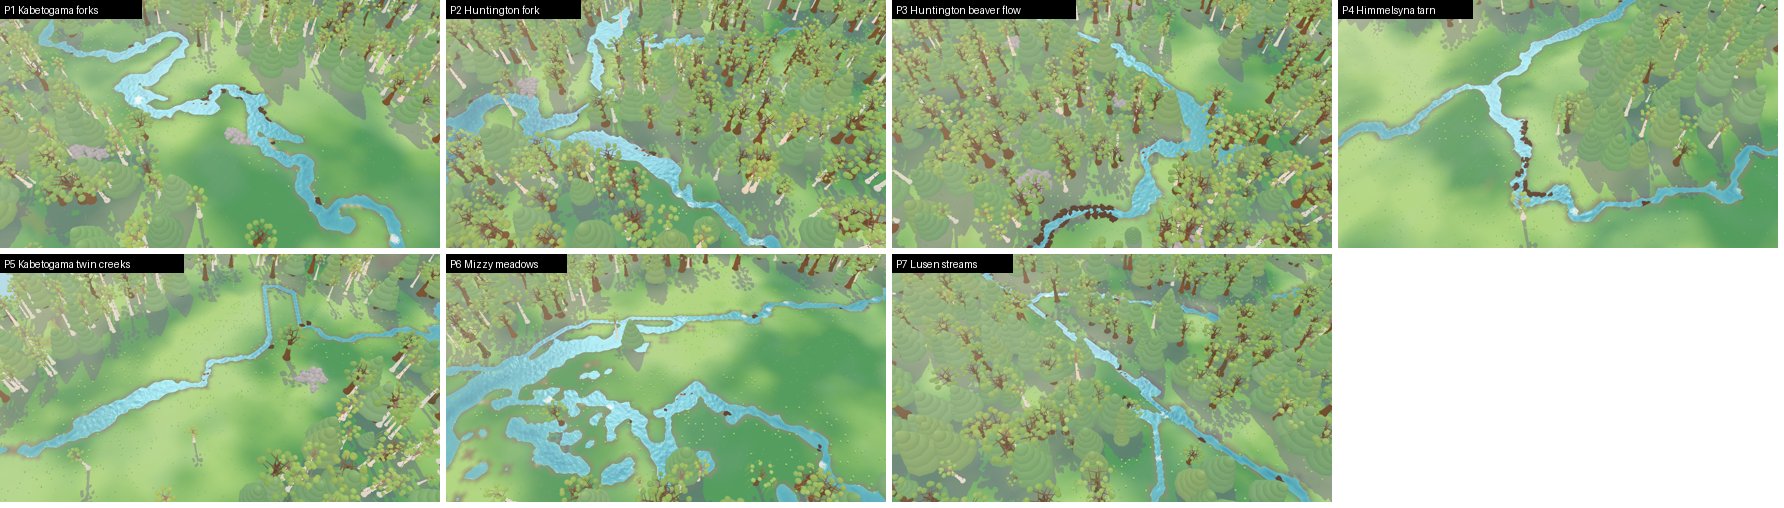 P1 Kabetogama forks
P2 Huntington fork
P3 Huntington beaver flow
P4 Himmelsyna tarn
P5 Kabetogama twin creeks
P6 Mizzy meadows
P7 Lusen streams